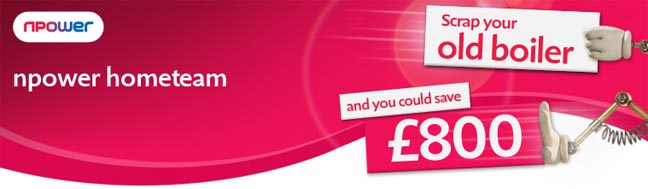 npower
npower hometeam
Scrap your
old boiler
and you could save
£800